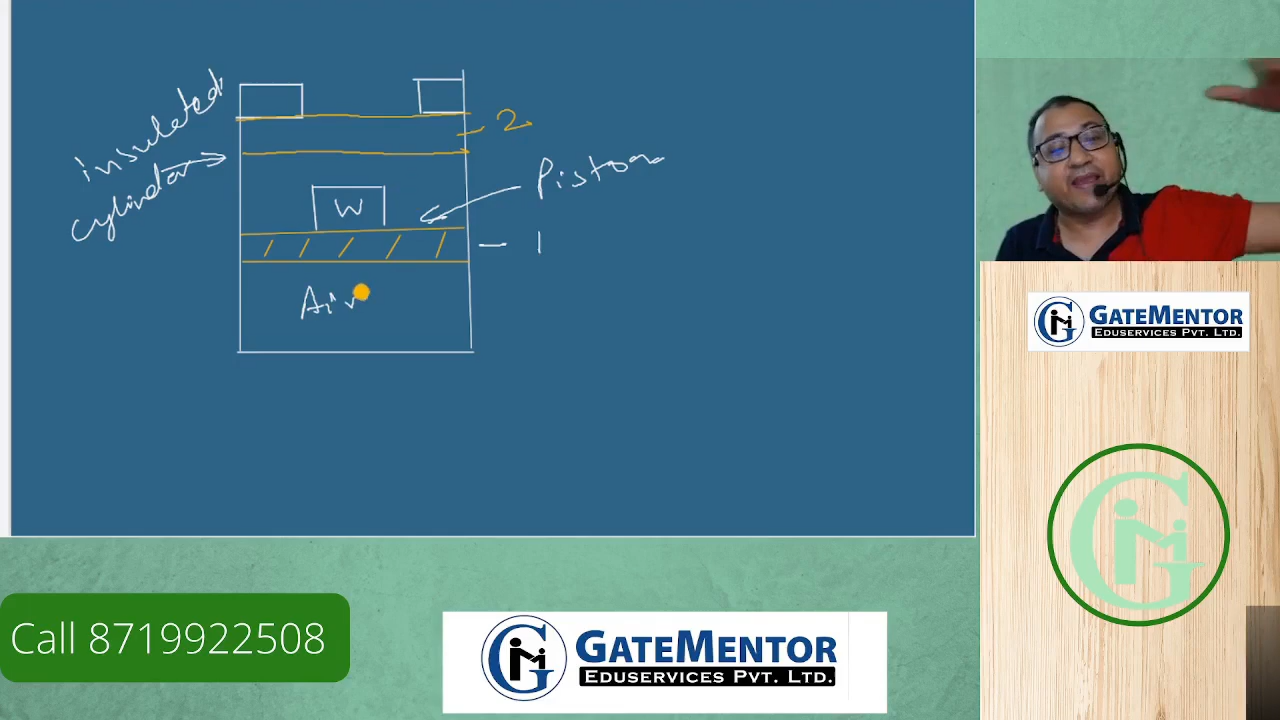 insulated
cylinder
2
Piston
W
1
Air
GATEMENTOR
EDUSERVICES PVT. LTD.
Call 8719922508
GATEMENTOR
EDUSERVICES PVT. LTD.